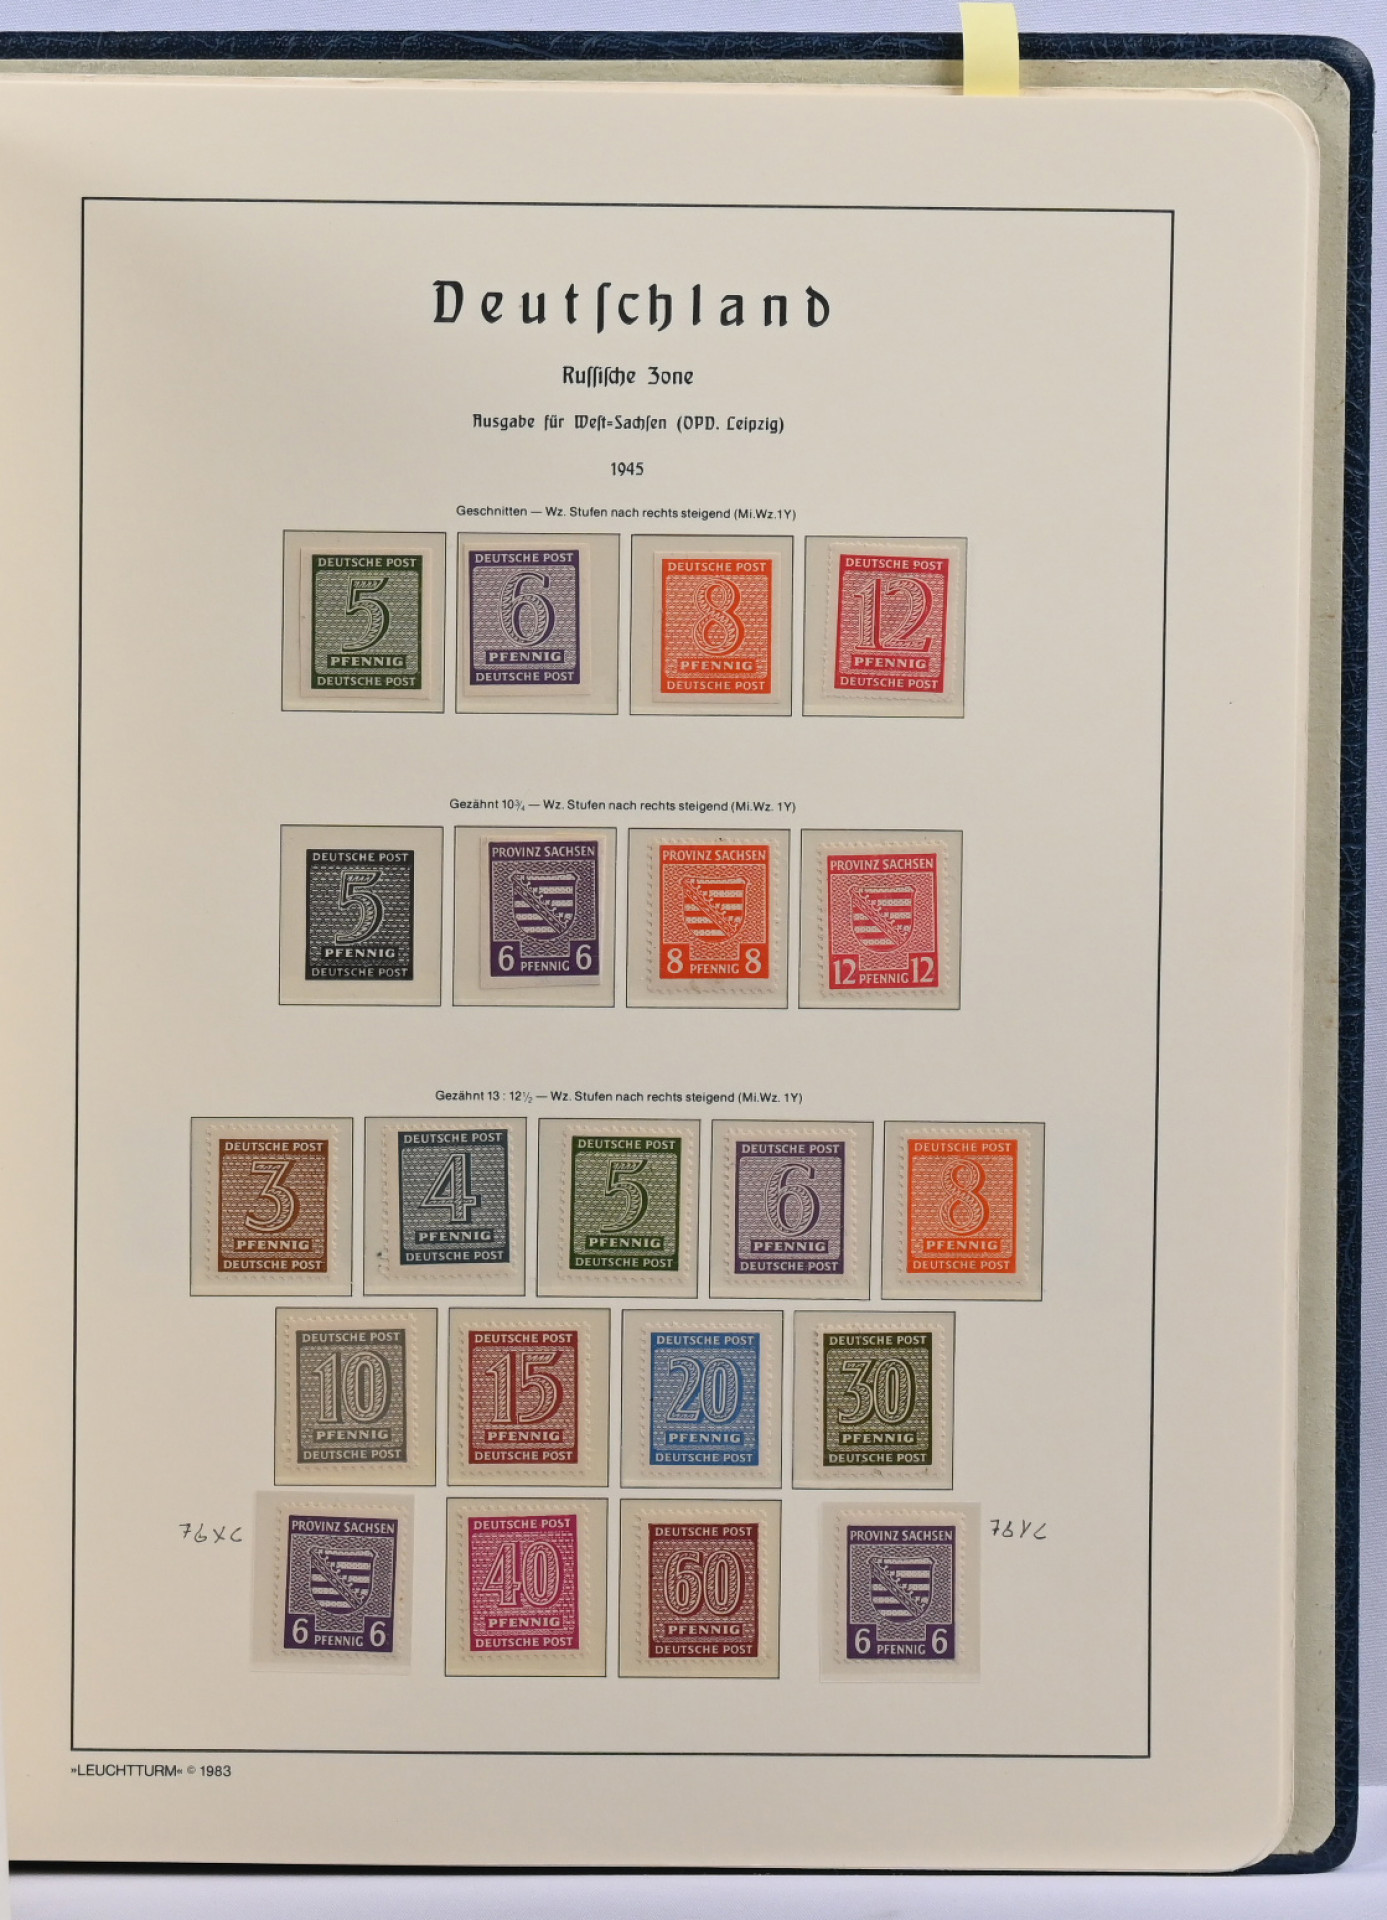 Deutſchland
Ruſſiſche Zone
Ausgabe für Weſt=Sachſen (OPD. Leipzig)
1945
Geschnitten — Wz. Stufen nach rechts steigend (Mi.Wz.1Y)
DEUTSCHE POST
5
PFENNIG
DEUTSCHE POST
DEUTSCHE POST
6
PFENNIG
DEUTSCHE POST
DEUTSCHE POST
8
PFENNIG
DEUTSCHE POST
DEUTSCHE POST
12
PFENNIG
DEUTSCHE POST
Gezähnt 10¾ — Wz. Stufen nach rechts steigend (Mi.Wz. 1Y)
DEUTSCHE POST
5
PFENNIG
DEUTSCHE POST
PROVINZ SACHSEN
6 PFENNIG 6
PROVINZ SACHSEN
8 PFENNIG 8
PROVINZ SACHSEN
12 PFENNIG 12
Gezähnt 13 : 12½ — Wz. Stufen nach rechts steigend (Mi.Wz. 1Y)
DEUTSCHE POST
3
PFENNIG
DEUTSCHE POST
DEUTSCHE POST
4
PFENNIG
DEUTSCHE POST
DEUTSCHE POST
5
PFENNIG
DEUTSCHE POST
DEUTSCHE POST
6
PFENNIG
DEUTSCHE POST
DEUTSCHE POST
8
PFENNIG
DEUTSCHE POST
DEUTSCHE POST
10
PFENNIG
DEUTSCHE POST
DEUTSCHE POST
15
PFENNIG
DEUTSCHE POST
DEUTSCHE POST
20
PFENNIG
DEUTSCHE POST
DEUTSCHE POST
30
PFENNIG
DEUTSCHE POST
76XC
PROVINZ SACHSEN
6 PFENNIG 6
DEUTSCHE POST
40
PFENNIG
DEUTSCHE POST
DEUTSCHE POST
60
PFENNIG
DEUTSCHE POST
PROVINZ SACHSEN
6 PFENNIG 6
76YC
»LEUCHTTURM« © 1983